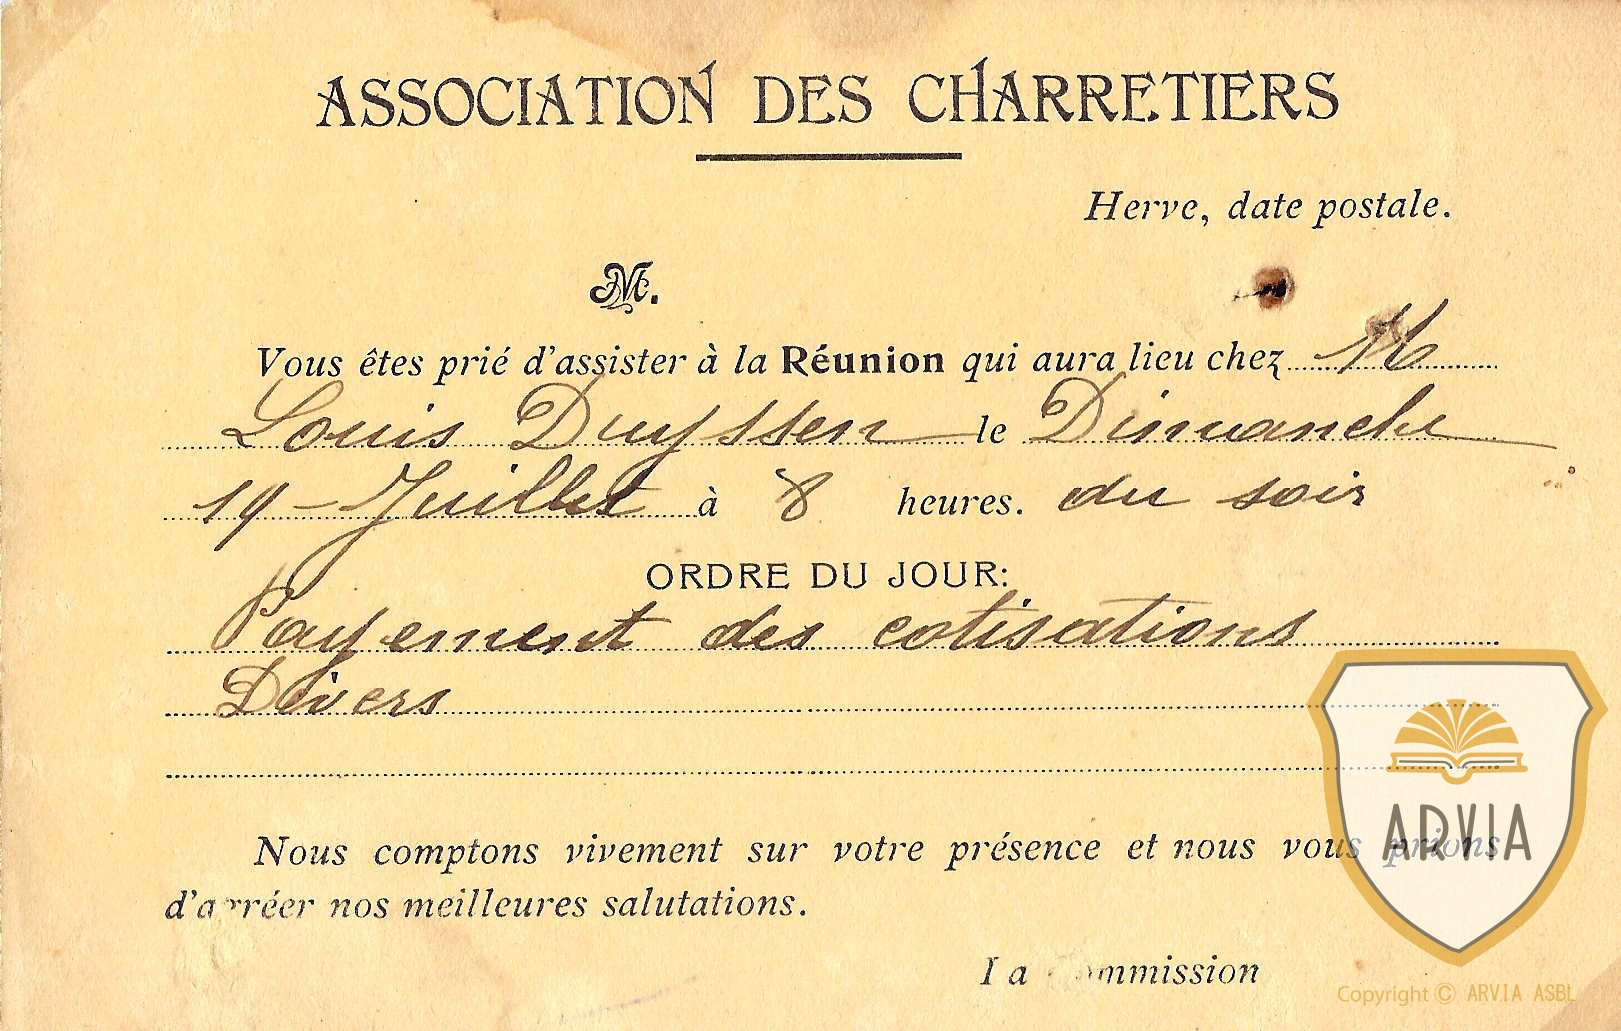 ASSOCIATION DES CHARRETIERS
Herve, date postale.
M.
Vous êtes prié d'assister à la Réunion qui aura lieu chez M
Louis Duyssen le Dimanche
19 - Juillet à 8 heures. du soir
ORDRE DU JOUR:
Payement des cotisations
Divers
Nous comptons vivement sur votre présence et nous vous prions
d'agréer nos meilleures salutations.
La Commission
ARVIA
Copyright © ARVIA ASBL